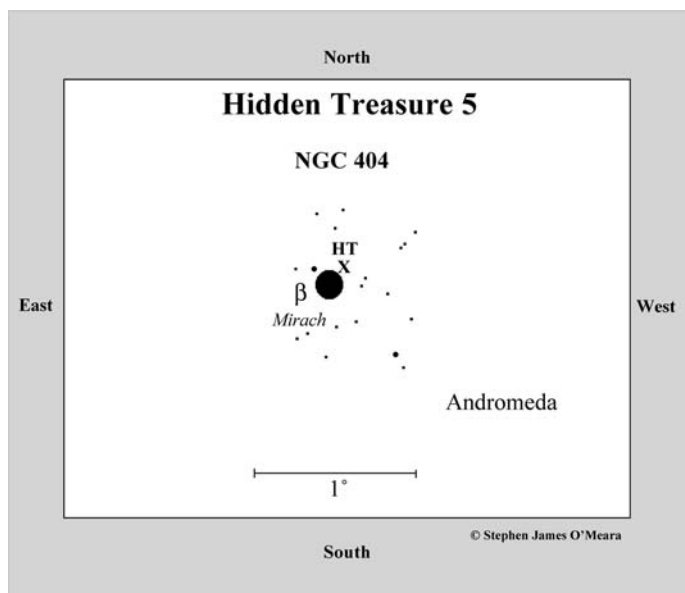 North
Hidden Treasure 5
NGC 404
HT
X
β
East
West
Mirach
Andromeda
1°
© Stephen James O’Meara
South